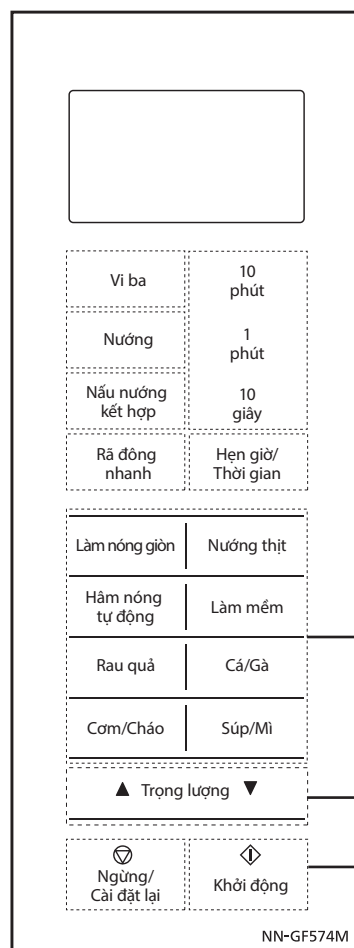 Vi ba
10
phút
Nướng
1
phút
Nấu nướng
kết hợp
10
giây
Rã đông
nhanh
Hẹn giờ/
Thời gian
Làm nóng giòn
Nướng thịt
Hâm nóng
tự động
Làm mềm
Rau quả
Cá/Gà
Cơm/Cháo
Súp/Mì
▲ Trọng lượng ▼
Ngừng/
Cài đặt lại
Khởi động
NN-GF574M